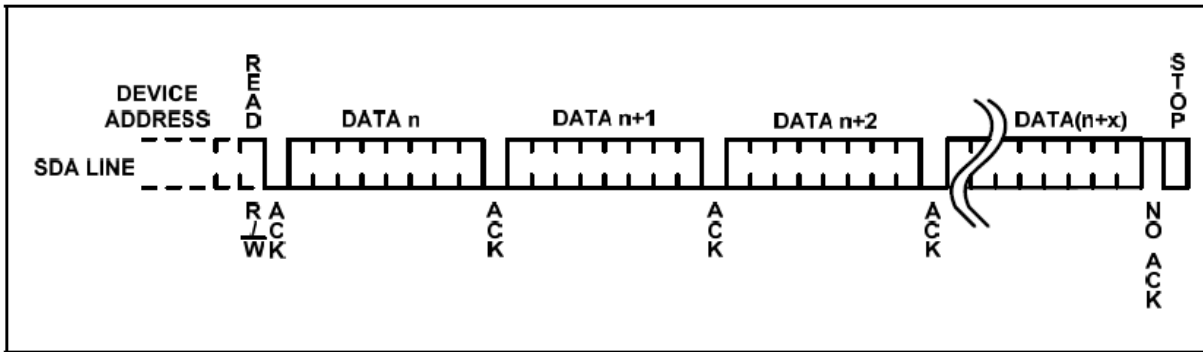 READ
STOP
DEVICE
ADDRESS
DATA n
DATA n+1
DATA n+2
DATA(n+x)
SDA LINE
R/W
ACK
ACK
ACK
ACK
NO ACK